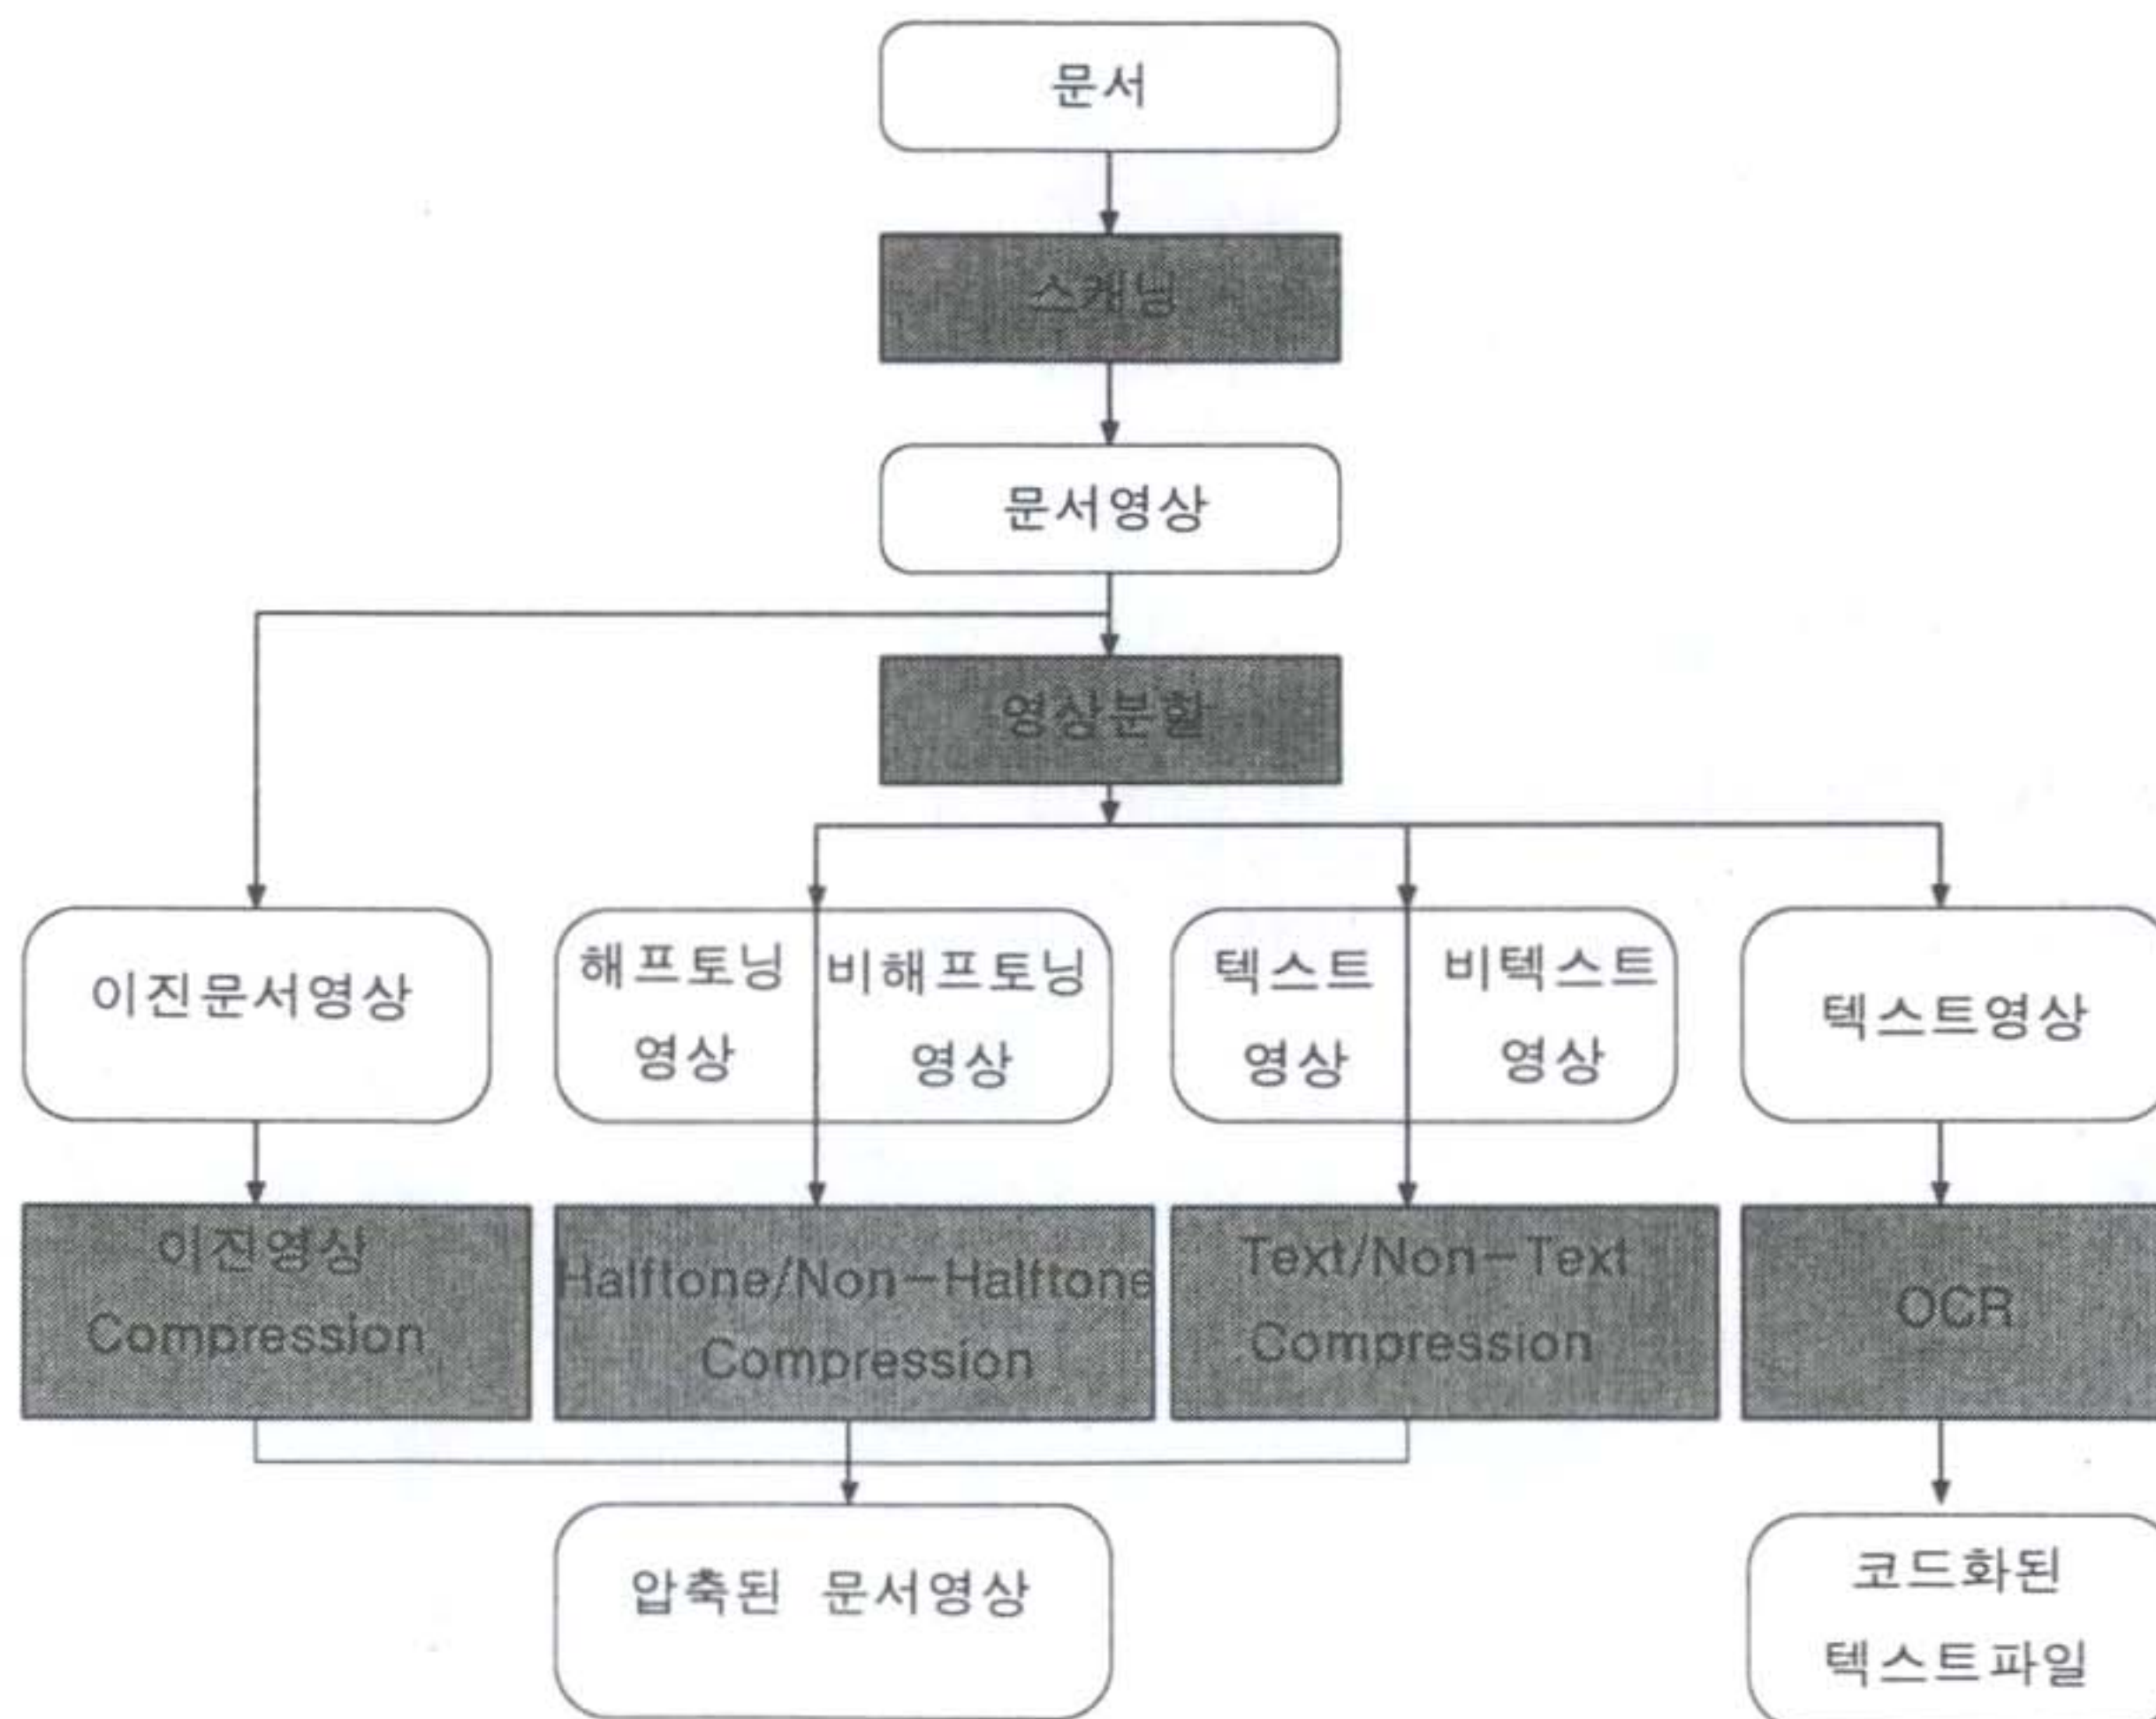 문서
스캐닝
문서영상
영상분할
이진문서영상
해프토닝
영상
비해프토닝
영상
텍스트
영상
비텍스트
영상
텍스트영상
이진영상
Compression
Halftone/Non-Halftone
Compression
Text/Non-Text
Compression
OCR
압축된 문서영상
코드화된
텍스트파일